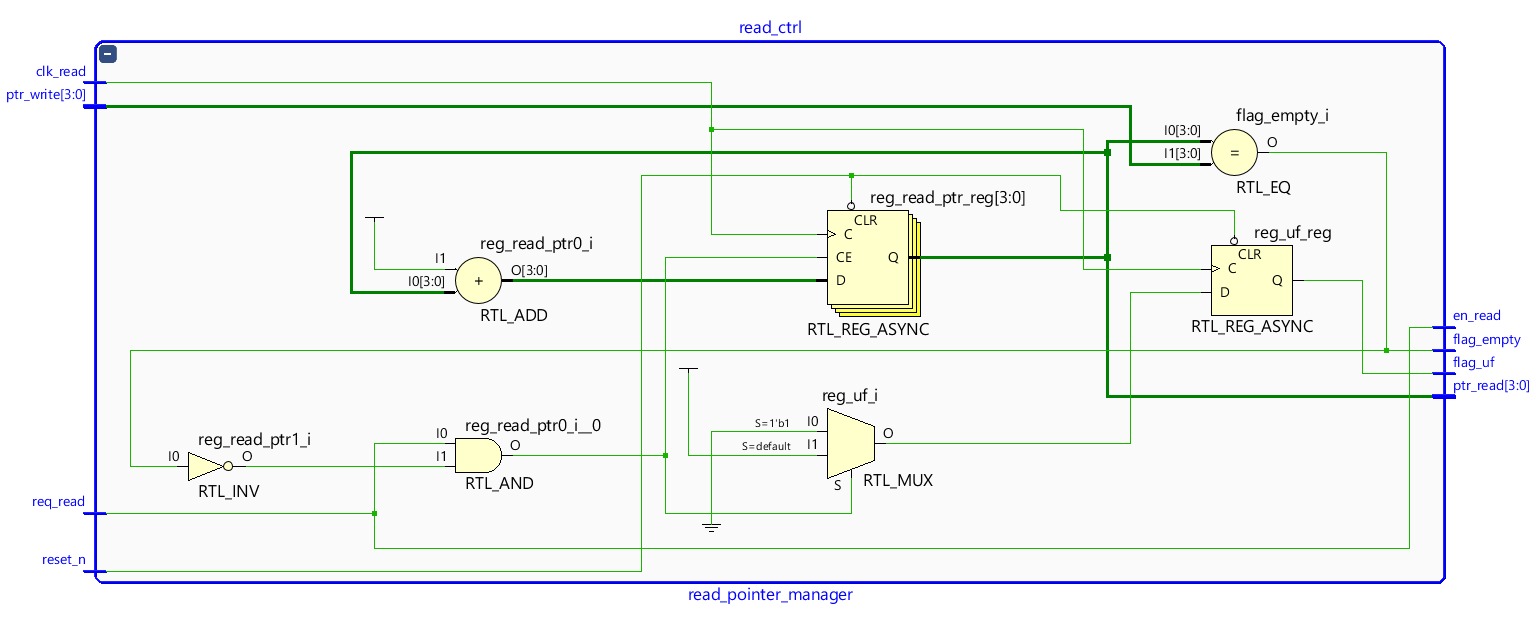 read_ctrl
clk_read
ptr_write[3:0]
flag_empty_i
I0[3:0]
I1[3:0]
O
=
RTL_EQ
reg_read_ptr_reg[3:0]
CLR
C
CE
D
Q
RTL_REG_ASYNC
reg_read_ptr0_i
I1
I0[3:0]
O[3:0]
+
RTL_ADD
reg_uf_reg
CLR
C
D
Q
RTL_REG_ASYNC
en_read
flag_empty
flag_uf
ptr_read[3:0]
reg_uf_i
S=1'b1
I0
S=default
I1
O
S
RTL_MUX
reg_read_ptr0_i__0
I0
I1
O
RTL_AND
reg_read_ptr1_i
I0
O
RTL_INV
req_read
reset_n
read_pointer_manager